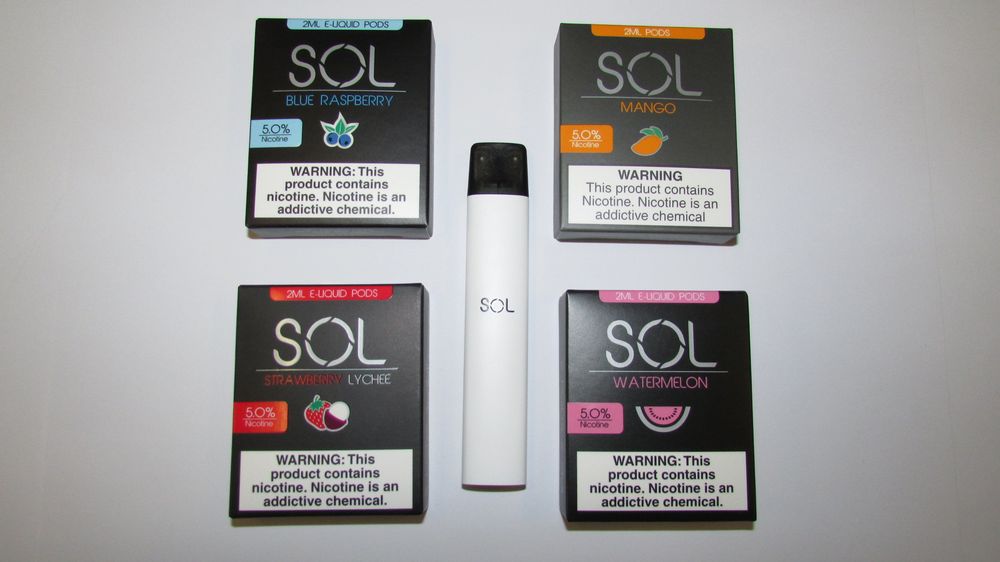 2ML E-LIQUID PODS
SOL
BLUE RASPBERRY
5.0%
Nicotine
WARNING: This
product contains
nicotine. Nicotine is an
addictive chemical.
2ML PODS
SOL
MANGO
5.0%
Nicotine
WARNING
This product contains
Nicotine. Nicotine is an
addictive chemical
SOL
2ML E-LIQUID PODS
SOL
STRAWBERRY LYCHEE
5.0%
Nicotine
WARNING: This
product contains
nicotine. Nicotine is an
addictive chemical.
2ML E-LIQUID PODS
SOL
WATERMELON
5.0%
Nicotine
WARNING: This
product contains
nicotine. Nicotine is an
addictive chemical.